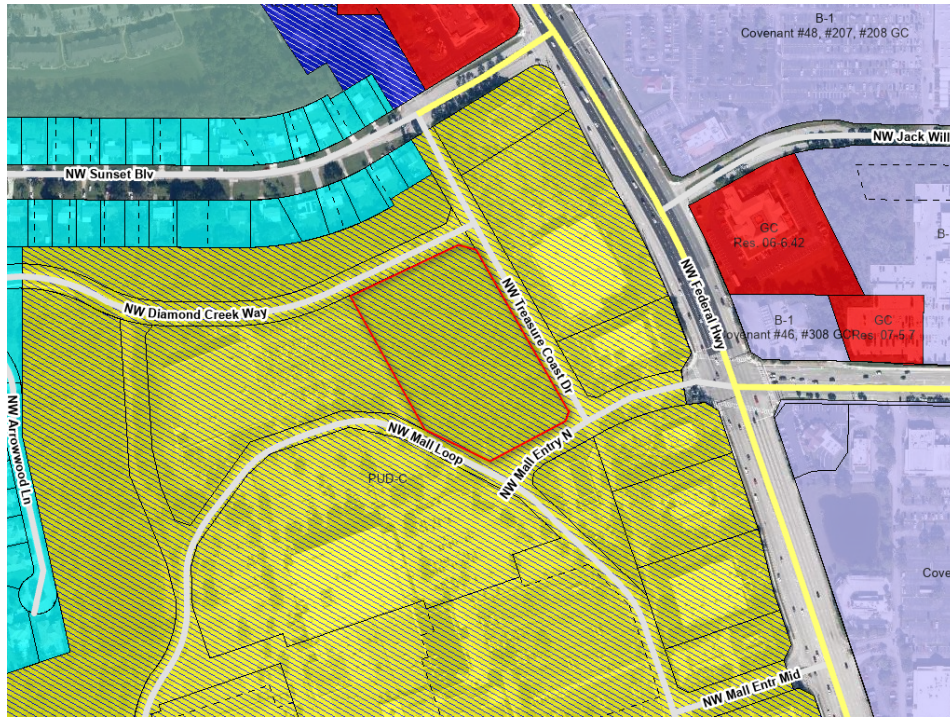 B-1
Covenant #48, #207, #208 GC
NW Jack Will
NW Sunset Blv
GC
Res. 06-6.42
B-
NW Federal Hwy
NW Treasure Coast Dr
NW Diamond Creek Way
B-1
ovenant #46, #308 GC
GC
Res. 07-5.7
NW Arrowwood Ln
NW Mall Loop
NW Mall Entry N
PUD-C
Cove
NW Mall Entr Mid